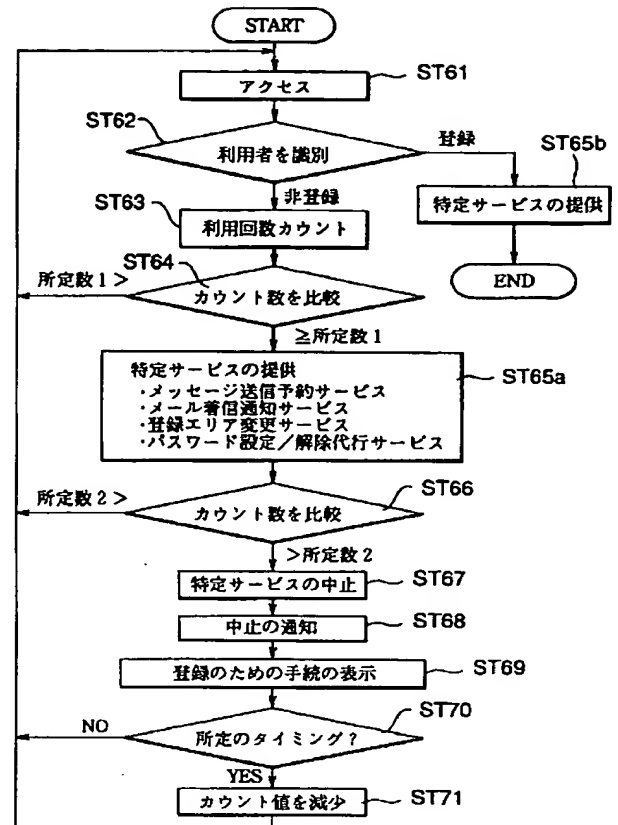 START
アクセス
ST61
ST62
利用者を識別
登録
ST65b
特定サービスの提供
END
非登録
ST63
利用回数カウント
ST64
所定数1>
カウント数を比較
≧所定数1
特定サービスの提供
・メッセージ送信予約サービス
・メール着信通知サービス
・登録エリア変更サービス
・パスワード設定/解除代行サービス
ST65a
所定数2>
カウント数を比較
ST66
>所定数2
特定サービスの中止
ST67
中止の通知
ST68
登録のための手続の表示
ST69
NO
所定のタイミング?
ST70
YES
カウント値を減少
ST71